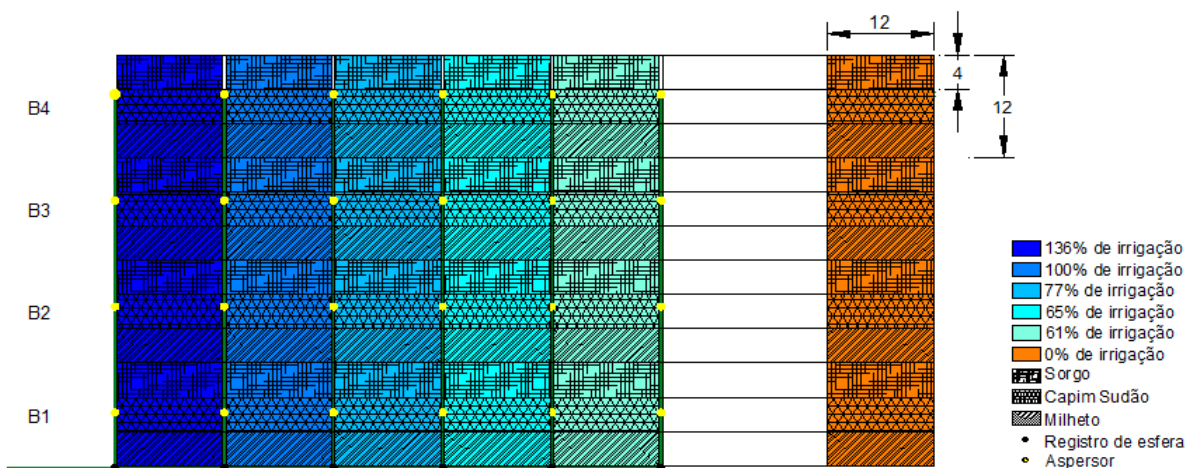 12
4
12
B4
B3
B2
B1
136% de irrigação
100% de irrigação
77% de irrigação
65% de irrigação
61% de irrigação
0% de irrigação
Sorgo
Capim Sudão
Milheto
Registro de esfera
Aspersor